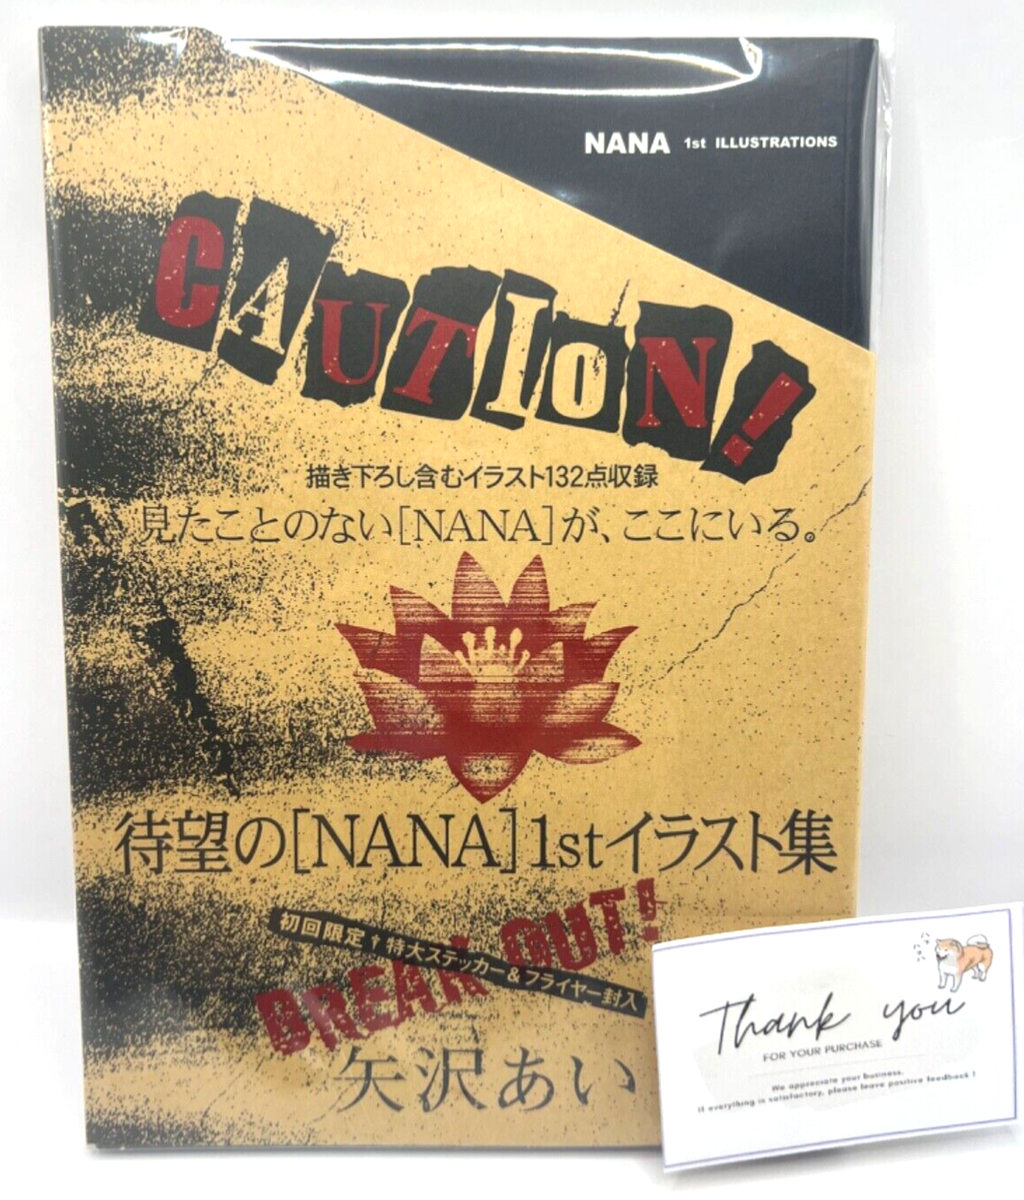 NANA 1st ILLUSTRATIONS
CAUTION!
描き下ろし含むイラスト132点収録
見たことのない[NANA]が、ここにいる。
待望の[NANA]1stイラスト集
BREAK OUT!
初回限定†特大ステッカー&フライヤー封入
矢沢あい
Thank you
FOR YOUR PURCHASE
We appreciate your business.
If everything is satisfactory, please leave positive feedback !